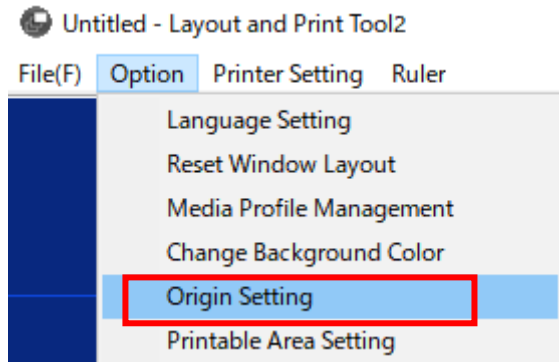 Untitled - Layout and Print Tool2
File(F) Option Printer Setting Ruler
Language Setting
Reset Window Layout
Media Profile Management
Change Background Color
Origin Setting
Printable Area Setting